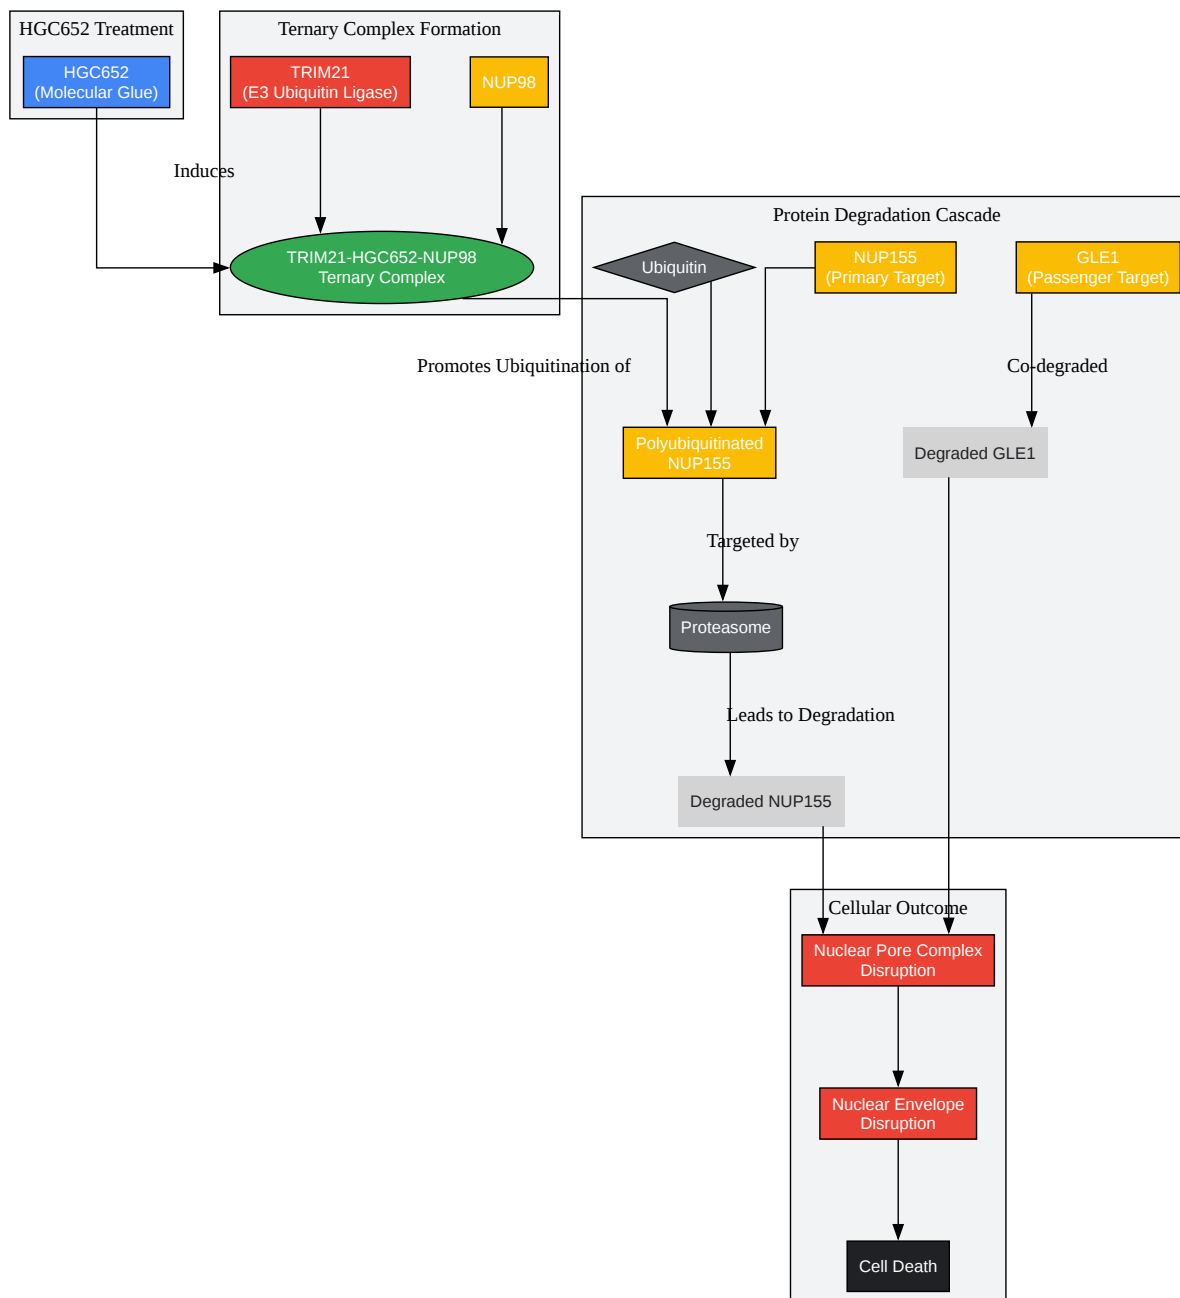 HGC652 Treatment
HGC652
(Molecular Glue)
Ternary Complex Formation
TRIM21
(E3 Ubiquitin Ligase)
NUP98
Induces
TRIM21-HGC652-NUP98
Ternary Complex
Protein Degradation Cascade
Ubiquitin
NUP155
(Primary Target)
GLE1
(Passenger Target)
Promotes Ubiquitination of
Co-degraded
Polyubiquitinated
NUP155
Degraded GLE1
Targeted by
Proteasome
Leads to Degradation
Degraded NUP155
Cellular Outcome
Nuclear Pore Complex
Disruption
Nuclear Envelope
Disruption
Cell Death